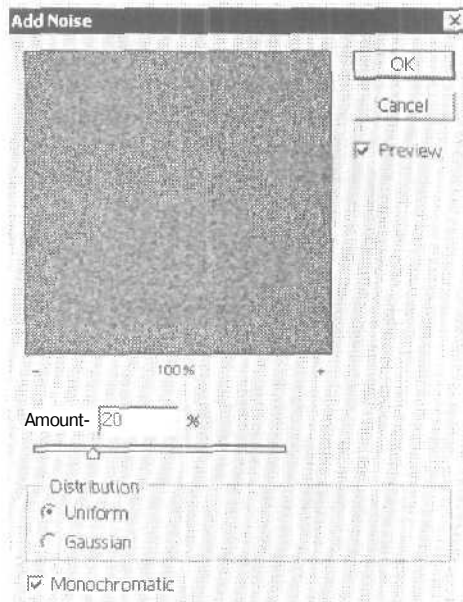 Add Noise
OK
Cancel
Preview
- 100% +
Amount- 20 %
Distribution
Uniform
Gaussian
Monochromatic